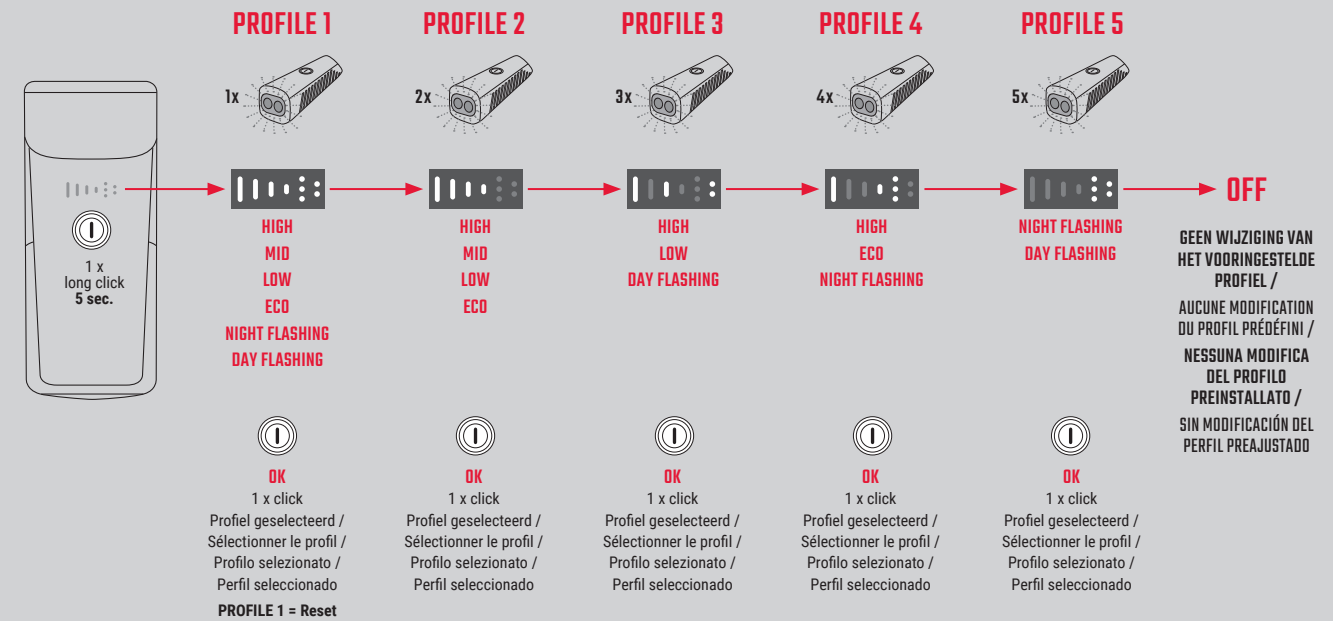 PROFILE 1
PROFILE 2
PROFILE 3
PROFILE 4
PROFILE 5
1x
2x
3x
4x
5x
1 x
long click
5 sec.
HIGH
MID
LOW
ECO
NIGHT FLASHING
DAY FLASHING
HIGH
MID
LOW
ECO
HIGH
LOW
DAY FLASHING
HIGH
ECO
NIGHT FLASHING
NIGHT FLASHING
DAY FLASHING
OFF
GEEN WIJZIGING VAN
HET VOORINGESTELDE
PROFIEL /
AUCUNE MODIFICATION
DU PROFIL PRÉDÉFINI /
NESSUNA MODIFICA
DEL PROFILO
PREINSTALLATO /
SIN MODIFICACIÓN DEL
PERFIL PREAJUSTADO
OK
1 x click
Profiel geselecteerd /
Sélectionner le profil /
Profilo selezionato /
Perfil seleccionado
PROFILE 1 = Reset
OK
1 x click
Profiel geselecteerd /
Sélectionner le profil /
Profilo selezionato /
Perfil seleccionado
OK
1 x click
Profiel geselecteerd /
Sélectionner le profil /
Profilo selezionato /
Perfil seleccionado
OK
1 x click
Profiel geselecteerd /
Sélectionner le profil /
Profilo selezionato /
Perfil seleccionado
OK
1 x click
Profiel geselecteerd /
Sélectionner le profil /
Profilo selezionato /
Perfil seleccionado